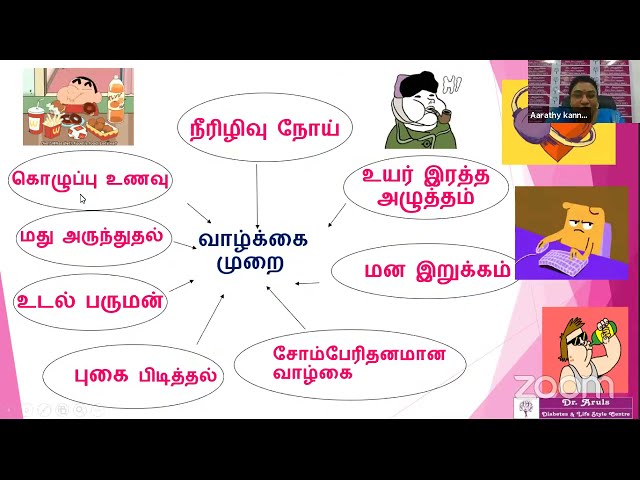 நீரிழிவு நோய்
HI
Aarathy kann...
கொழுப்பு உணவு
உயர் இரத்த
அழுத்தம்
மது அருந்துதல்
வாழ்க்கை
முறை
மன இறுக்கம்
உடல் பருமன்
புகை பிடித்தல்
சோம்பேரிதனமான
வாழ்கை
zoom
Dr. Aruls
Diabetes & Life Style Centre